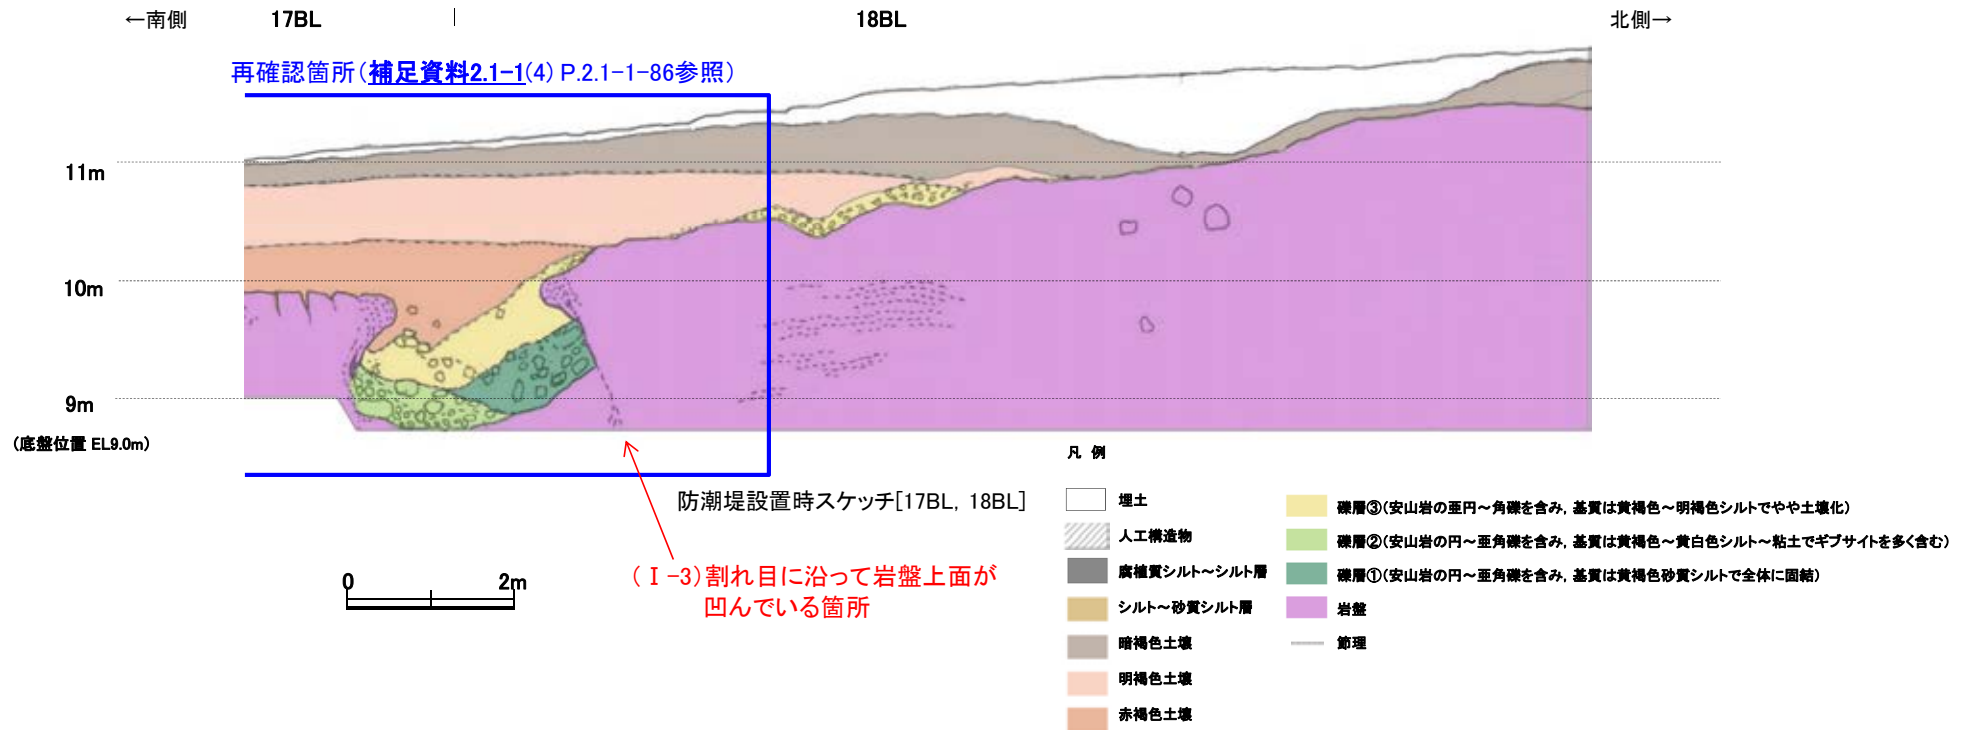 ←南側
17BL
18BL
北側→
再確認箇所(補足資料2.1-1(4) P.2.1-1-86参照)
11m
10m
9m
(底盤位置 EL9.0m)
防潮堤設置時スケッチ[17BL, 18BL]
0 2m
(Ⅰ-3)割れ目に沿って岩盤上面が
凹んでいる箇所
凡 例
埋土
人工構造物
腐植質シルト～シルト層
シルト～砂質シルト層
暗褐色土壌
明褐色土壌
赤褐色土壌
礫層③(安山岩の亜円～角礫を含み, 基質は黄褐色～明褐色シルトでやや土壌化)
礫層②(安山岩の円～亜角礫を含み, 基質は黄褐色～黄白色シルト～粘土でギブサイトを多く含む)
礫層①(安山岩の円～亜角礫を含み, 基質は黄褐色砂質シルトで全体に固結)
岩盤
節理